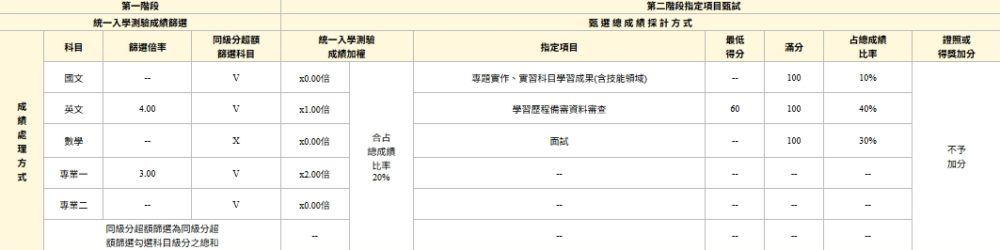 第一階段 第二階段指定項目甄試
統一入學測驗成績篩選 甄 選 總 成 績 採 計 方 式
成績處理方式
科目 篩選倍率 同級分超額篩選科目 統一入學測驗成績加權 指定項目 最低得分 滿分 占總成績比率 證照或得獎加分
國文 -- V x0.00倍 合占總成績比率20% 專題實作、實習科目學習成果(含技能領域) -- 100 10% 不予加分
英文 4.00 V x1.00倍 學習歷程備審資料審查 60 100 40%
數學 -- X x0.00倍 面試 -- 100 30%
專業一 3.00 V x2.00倍 -- -- -- --
專業二 -- V x0.00倍 -- -- -- --
同級分超額篩選為同級分超
額篩選勾選科目級分之總和 -- -- -- -- --